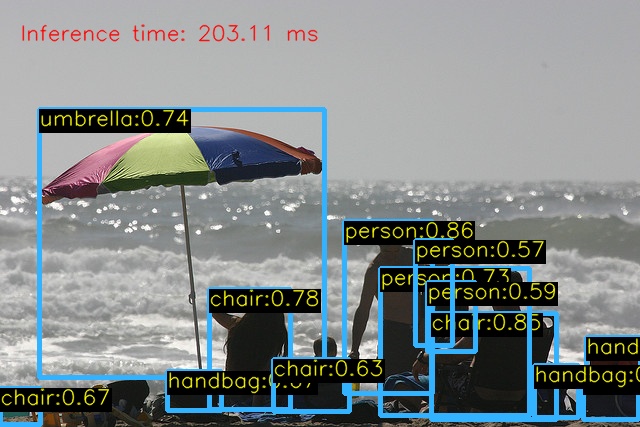 Inference time: 203.11 ms
umbrella:0.74
person:0.86
person:0.57
person:0.73
person:0.59
chair:0.78
chair:0.85
chair:0.63
handbag:0.67
chair:0.67
hand
handbag:0